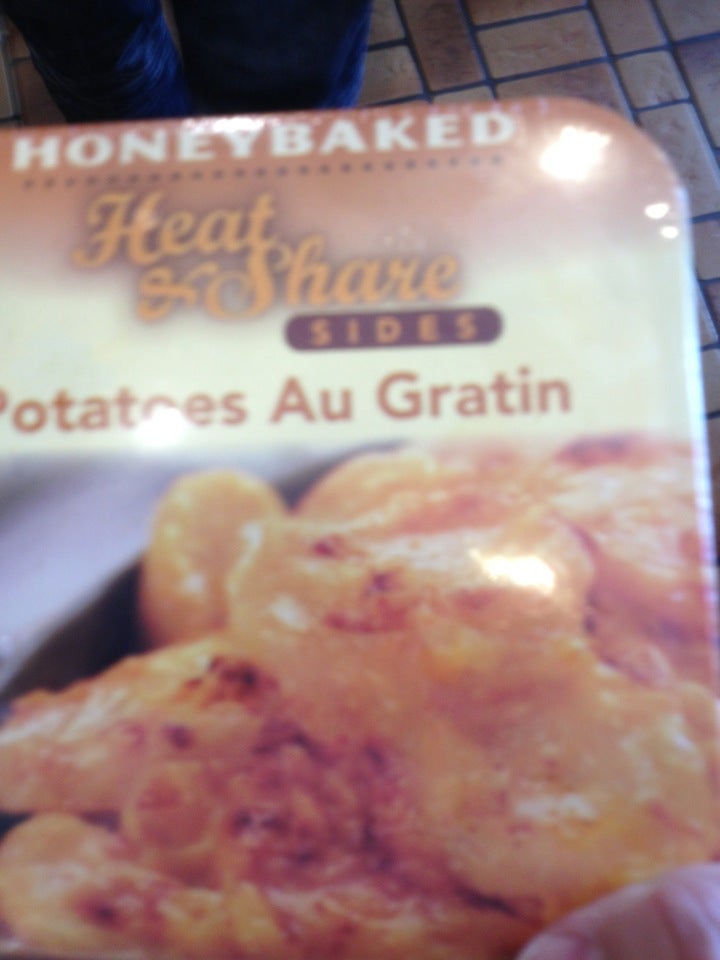 HONEYBAKED
Heat
& Share
SIDES
Potatoes Au Gratin